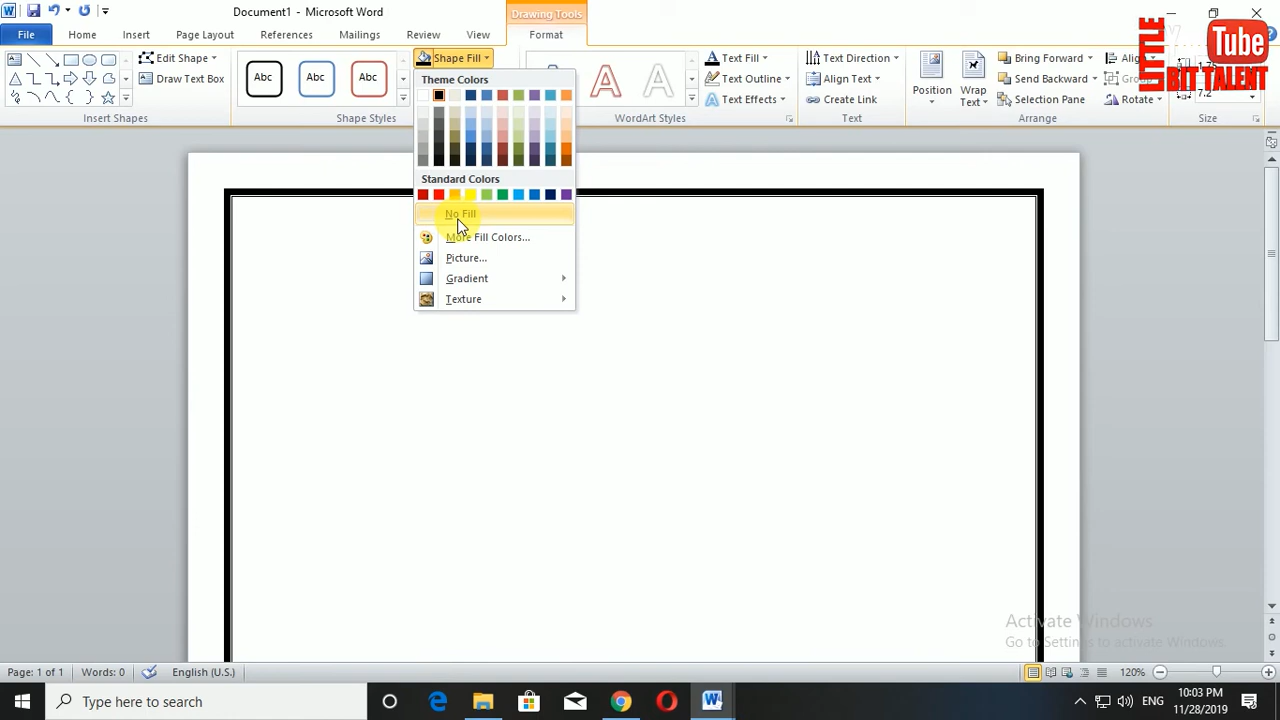 Document1 - Microsoft Word
Drawing Tools
File Home Insert References Mailings Review View Format
Edit Shape
Draw Text Box
Insert Shapes
Abc Abc Abc
Shape Styles
Shape Fill
Theme Colors
Standard Colors
No Fill
More Fill Colors...
Picture...
Gradient
Texture
A A
WordArt Styles
Text Fill
Text Outline
Text Effects
Text Direction
Align Text
Create Link
Text
Position
Wrap Text
Bring Forward
Send Backward
Selection Pane
Align
Rotate
Arrange
7.2"
Size
LITTLE BIT TALENT
Tube
Activate Windows
Go to Settings to activate Windows.
Page: 1 of 1 Words: 0 English (U.S.) 120%
Type here to search
ENG
10:03 PM
11/28/2019